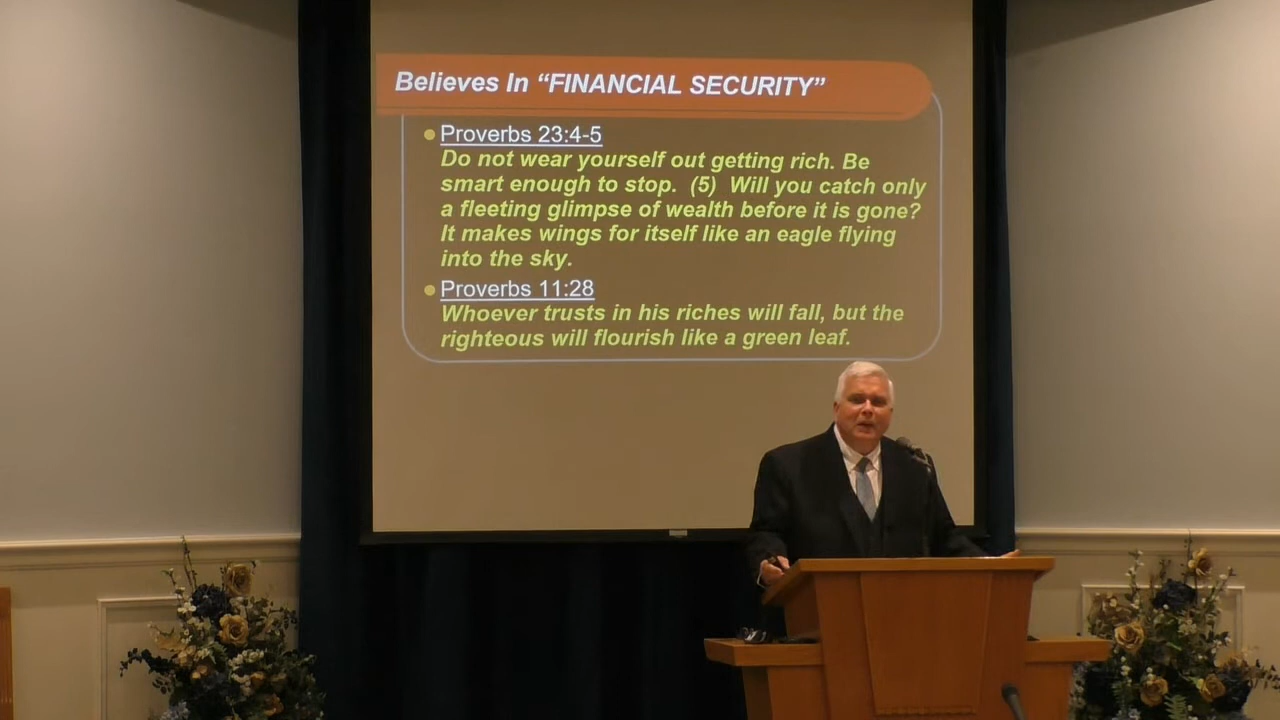 Believes In “FINANCIAL SECURITY”
Proverbs 23:4-5
Do not wear yourself out getting rich. Be
smart enough to stop. (5) Will you catch only
a fleeting glimpse of wealth before it is gone?
It makes wings for itself like an eagle flying
into the sky.
Proverbs 11:28
Whoever trusts in his riches will fall, but the
righteous will flourish like a green leaf.